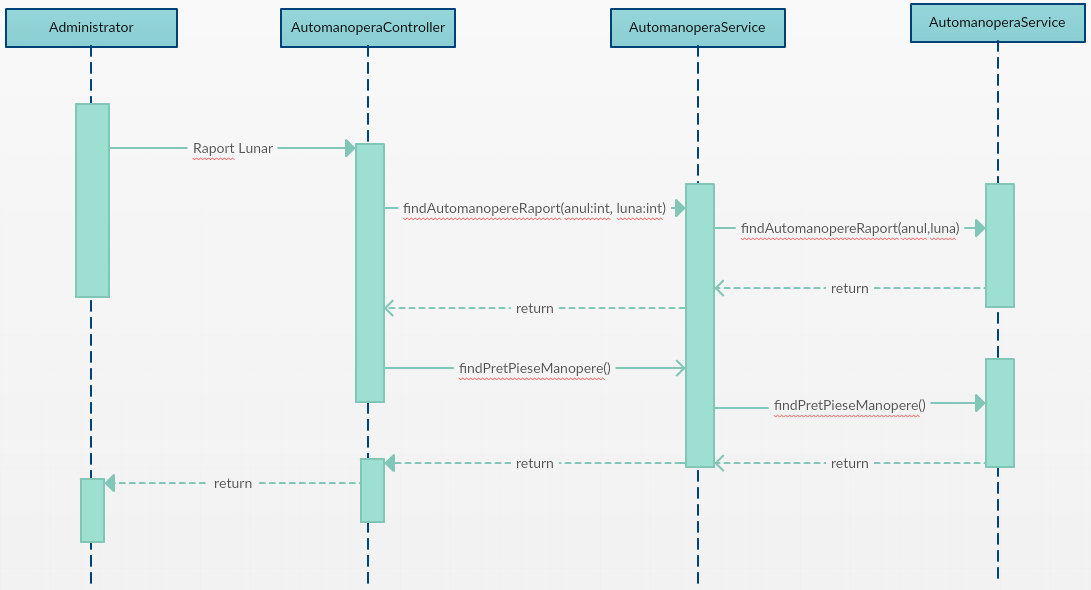 Administrator
AutomanoperaController
AutomanoperaService
AutomanoperaService
Raport Lunar
findAutomanopereRaport(anul:int, luna:int)
findAutomanopereRaport(anul,luna)
return
return
findPretPieseManopere()
findPretPieseManopere()
return
return
return